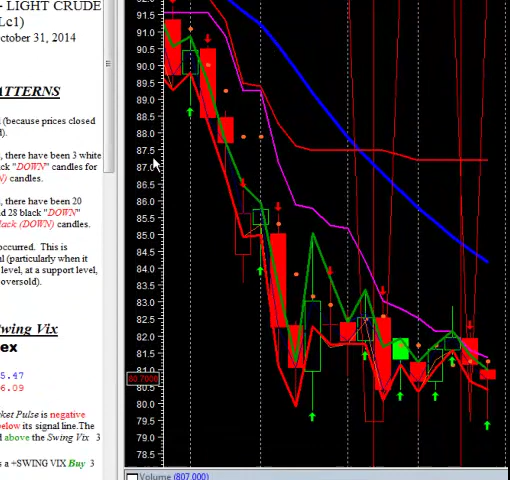 - LIGHT CRUDE
Lc1)
ctober 31, 2014
TTERNS
(because prices closed
d).
s, there have been 3 white
ck "DOWN" candles for
N) candles.
s, there have been 20
nd 28 black "DOWN"
lack (DOWN) candles.
occurred. This is
ul (particularly when it
level, at a support level,
oversold).
Swing Vix
ex
5.47
6.09
ket Pulse is negative
below its signal line.The
d above the Swing Vix 3
s a +SWING VIX Buy 3
92.0
91.5
91.0
90.5
90.0
89.5
89.0
88.5
88.0
87.5
87.0
86.5
86.0
85.5
85.0
84.5
84.0
83.5
83.0
82.5
82.0
81.5
81.0
80.7000
80.0
79.5
79.0
78.5
Volume (807,000)